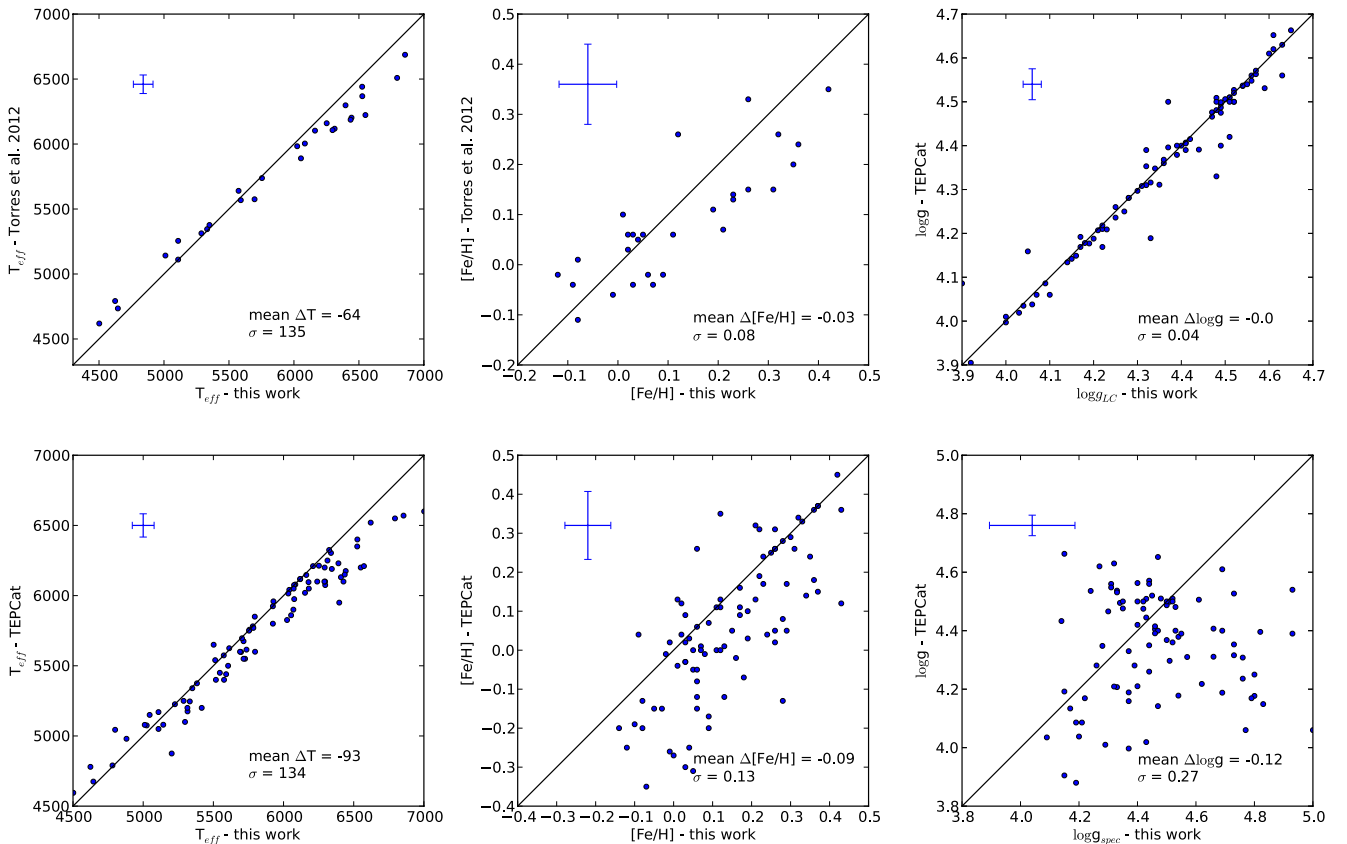 7000
6500
6000
5500
5000
4500
4500 5000 5500 6000 6500 7000
T_eff - Torres et al. 2012
T_eff - this work
mean ΔT = -64
σ = 135
0.5
0.4
0.3
0.2
0.1
0.0
−0.1
−0.2
−0.2 −0.1 0.0 0.1 0.2 0.3 0.4 0.5
[Fe/H] - Torres et al. 2012
[Fe/H] - this work
mean Δ[Fe/H] = -0.03
σ = 0.08
4.7
4.6
4.5
4.4
4.3
4.2
4.1
4.0
3.9
3.9 4.0 4.1 4.2 4.3 4.4 4.5 4.6 4.7
logg - TEPCat
logg_LC - this work
mean Δlogg = -0.0
σ = 0.04
7000
6500
6000
5500
5000
4500
4500 5000 5500 6000 6500 7000
T_eff - TEPCat
T_eff - this work
mean ΔT = -93
σ = 134
0.5
0.4
0.3
0.2
0.1
0.0
−0.1
−0.2
−0.3
−0.4
−0.4 −0.3 −0.2 −0.1 0.0 0.1 0.2 0.3 0.4 0.5
[Fe/H] - TEPCat
[Fe/H] - this work
mean Δ[Fe/H] = -0.09
σ = 0.13
5.0
4.8
4.6
4.4
4.2
4.0
3.8
3.8 4.0 4.2 4.4 4.6 4.8 5.0
logg - TEPCat
logg_spec - this work
mean Δlogg = -0.12
σ = 0.27